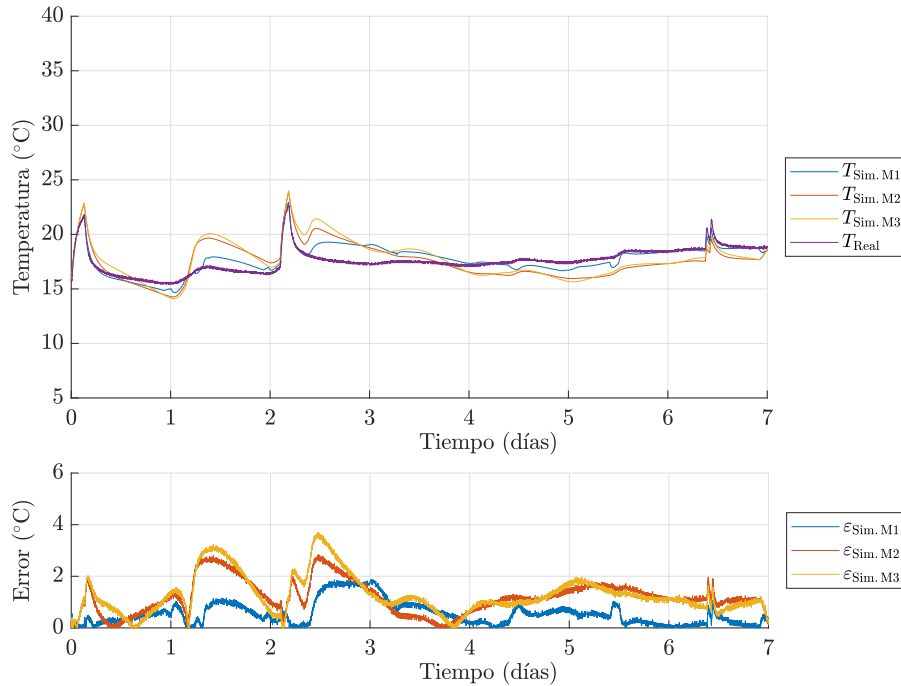 40
35
30
25
20
15
10
5
Temperatura (°C)
0 1 2 3 4 5 6 7
Tiempo (días)
T_Sim. M1
T_Sim. M2
T_Sim. M3
T_Real
6
4
2
0
Error (°C)
0 1 2 3 4 5 6 7
Tiempo (días)
ε_Sim. M1
ε_Sim. M2
ε_Sim. M3